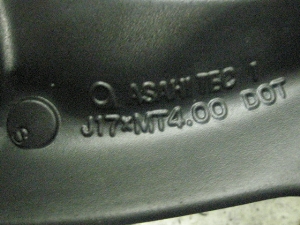 ASAHI TEC 1
J17×MT4.00 DOT
S